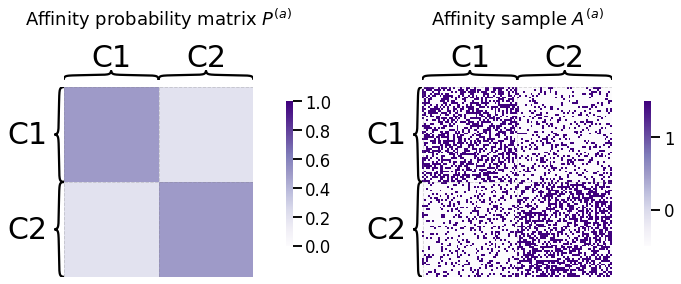 Affinity probability matrix P^(a)
C1 C2
C1
C2
1.0
0.8
0.6
0.4
0.2
0.0
Affinity sample A^(a)
C1 C2
C1
C2
1
0